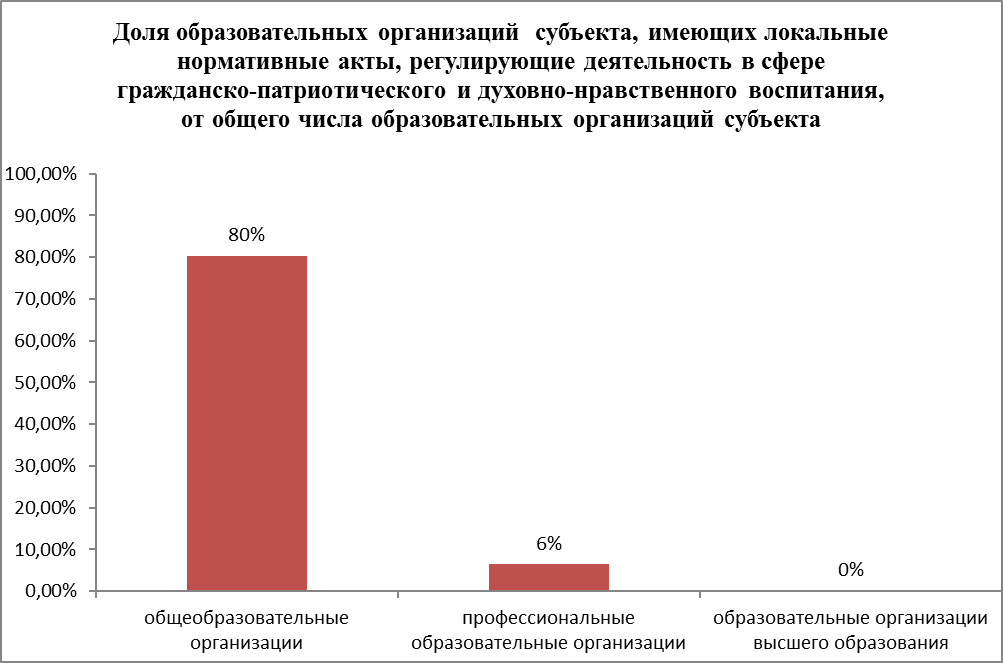 Доля образовательных организаций субъекта, имеющих локальные
нормативные акты, регулирующие деятельность в сфере
гражданско-патриотического и духовно-нравственного воспитания,
от общего числа образовательных организаций субъекта
100,00%
90,00%
80,00%
70,00%
60,00%
50,00%
40,00%
30,00%
20,00%
10,00%
0,00%
80%
6%
0%
общеобразовательные
организации
профессиональные
образовательные организации
образовательные организации
высшего образования